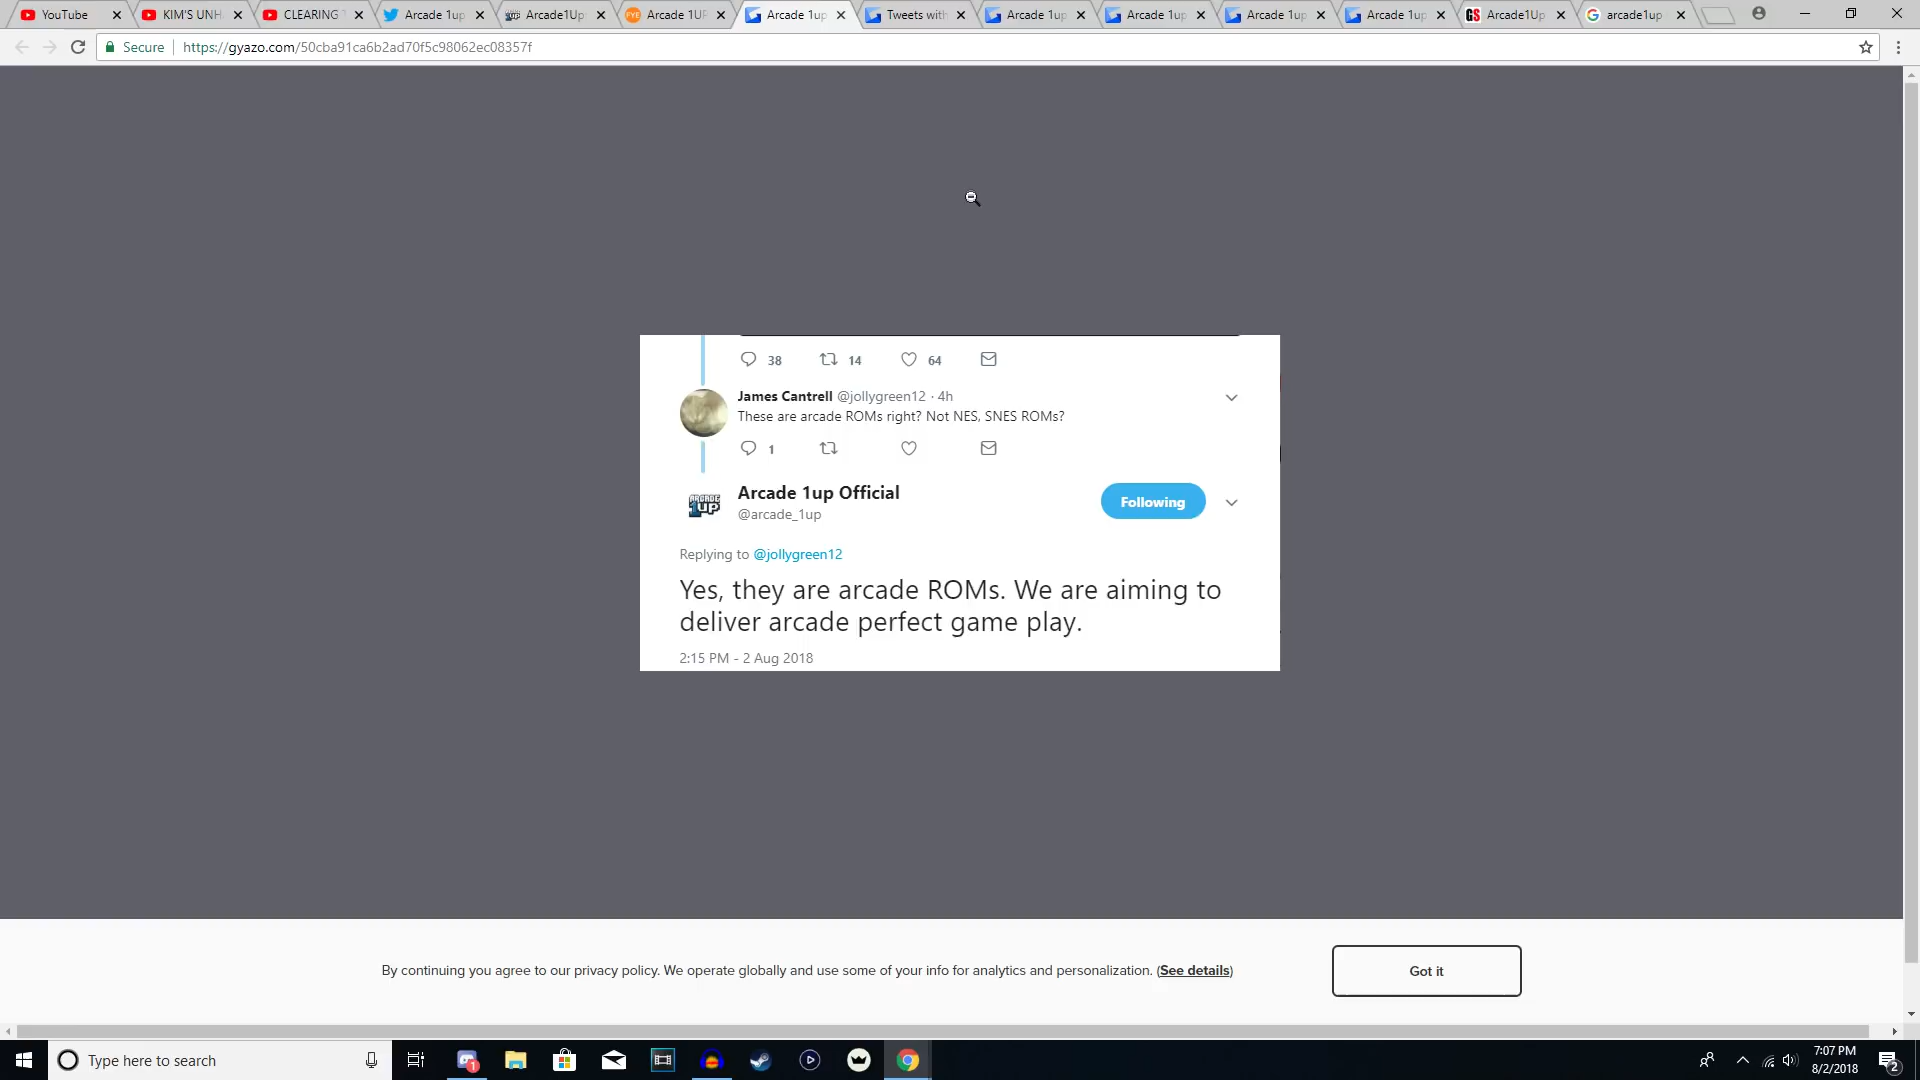 YouTube
KIM'S UNH
CLEARING T
Arcade 1up
Arcade1Up
Arcade 1UP
Arcade 1up
Tweets with
Arcade 1up
Arcade 1up
Arcade 1up
Arcade 1up
Arcade1Up
arcade1up
Secure
https://gyazo.com/50cba91ca6b2ad70f5c98062ec08357f
38 14 64
James Cantrell @jollygreen12 · 4h
These are arcade ROMs right? Not NES, SNES ROMs?
1
ARCADE
1UP
Arcade 1up Official
@arcade_1up
Following
Replying to @jollygreen12
Yes, they are arcade ROMs. We are aiming to
deliver arcade perfect game play.
2:15 PM - 2 Aug 2018
By continuing you agree to our privacy policy. We operate globally and use some of your info for analytics and personalization. (See details)
Got it
Type here to search
1
7:07 PM
8/2/2018
2